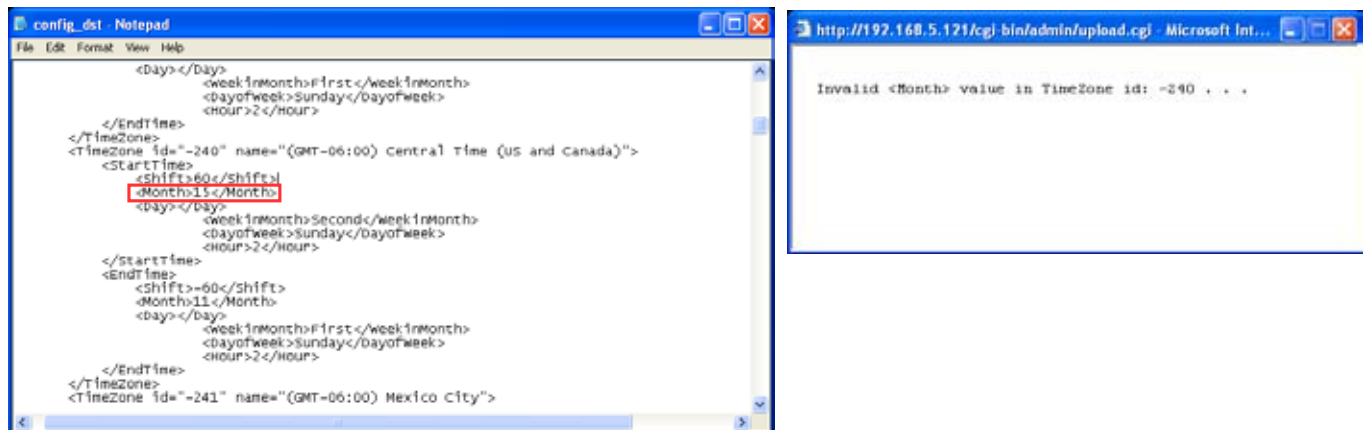 config_dst - Notepad
File Edit Format View Help
<Day></Day>
<WeekinMonth>First</WeekinMonth>
<DayofWeek>Sunday</DayofWeek>
<Hour>2</Hour>
</EndTime>
</TimeZone>
<TimeZone id="-240" name="(GMT-06:00) Central Time (US and Canada)">
<StartTime>
<Shift>60</Shift>
<Month>15</Month>
<Day></Day>
<WeekinMonth>Second</WeekinMonth>
<DayofWeek>Sunday</DayofWeek>
<Hour>2</Hour>
</StartTime>
<EndTime>
<Shift>-60</Shift>
<Month>11</Month>
<Day></Day>
<WeekinMonth>First</WeekinMonth>
<DayofWeek>Sunday</DayofWeek>
<Hour>2</Hour>
</EndTime>
</TimeZone>
<TimeZone id="-241" name="(GMT-06:00) Mexico City">
http://192.168.5.121/cgi-bin/admin/upload.cgi - Microsoft Int...
Invalid <Month> value in TimeZone id: -240 . . .